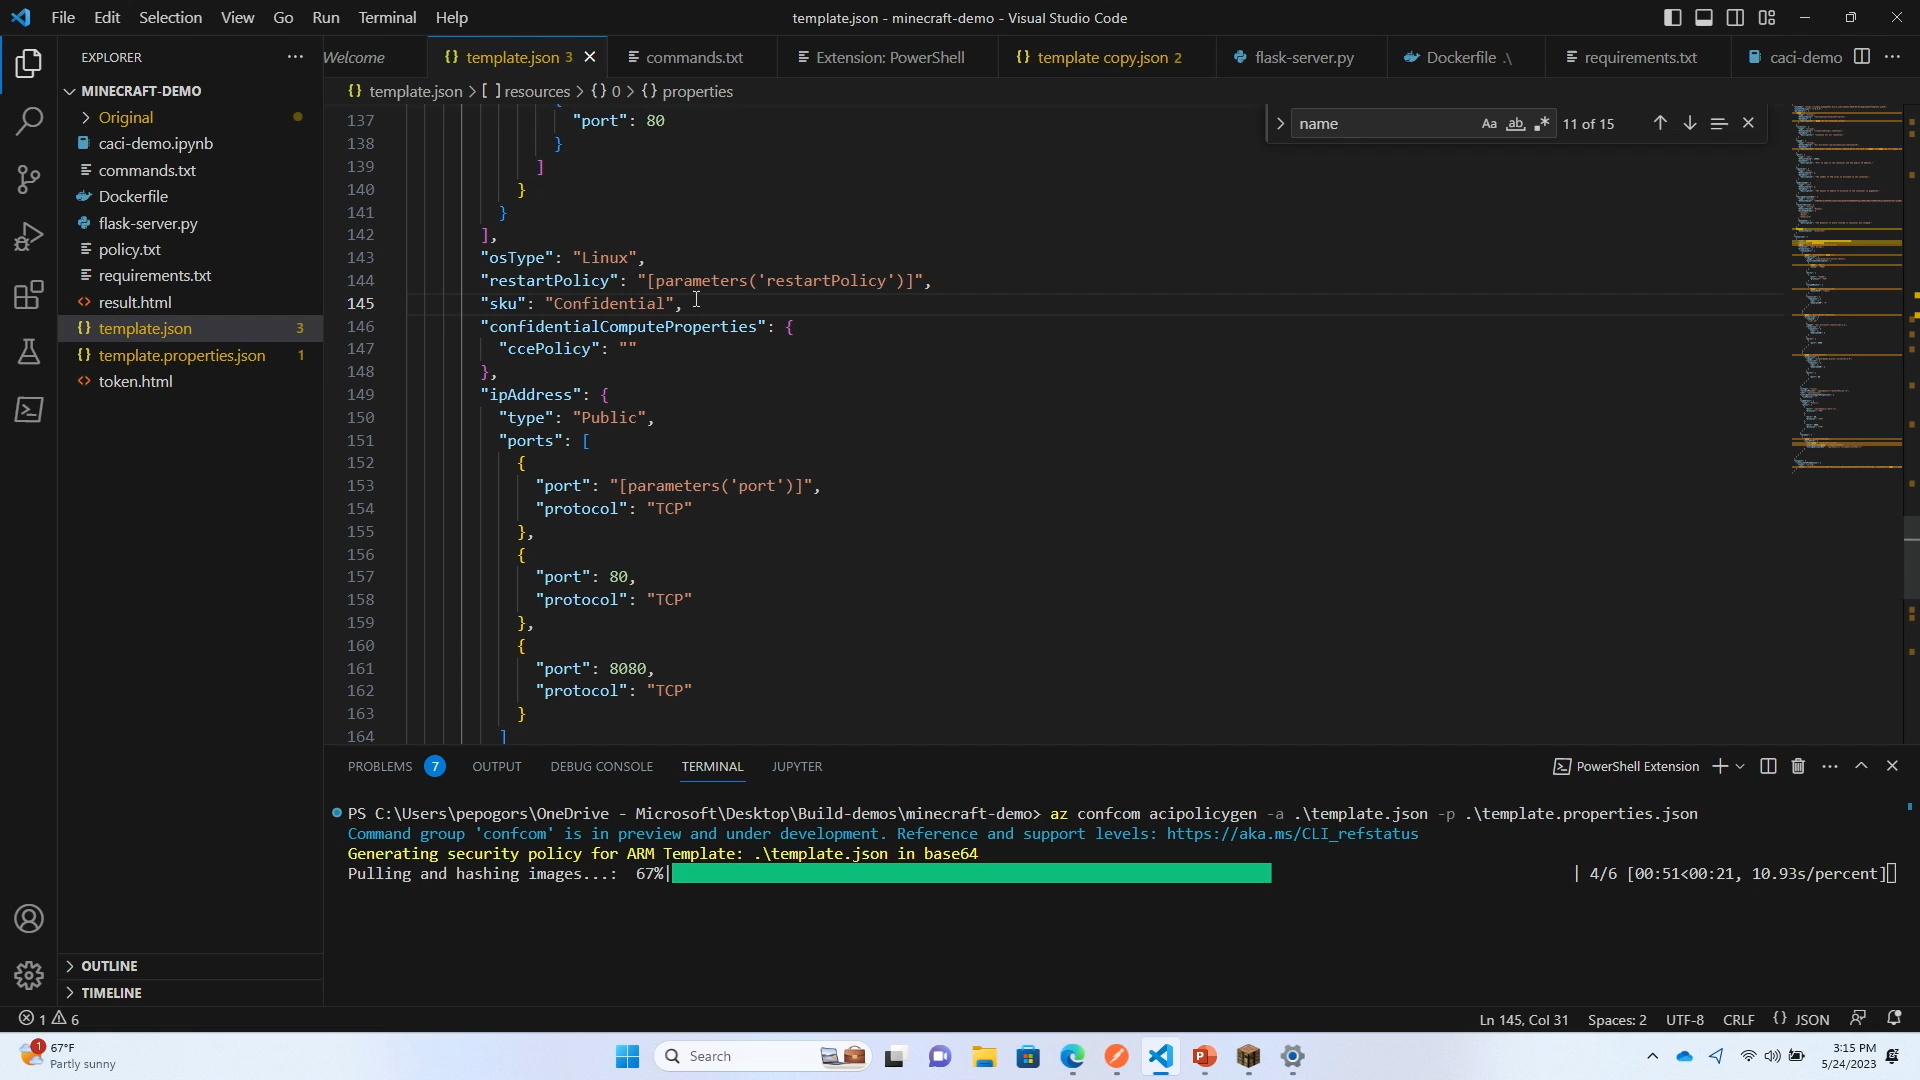 File Edit Selection View Go Run Terminal Help
template.json - minecraft-demo - Visual Studio Code
EXPLORER
Welcome
template.json 3
commands.txt
Extension: PowerShell
template copy.json 2
flask-server.py
Dockerfile .\
requirements.txt
caci-demo
MINECRAFT-DEMO
Original
caci-demo.ipynb
commands.txt
Dockerfile
flask-server.py
policy.txt
requirements.txt
result.html
template.json 3
template.properties.json 1
token.html
template.json > [ ] resources > {} 0 > {} properties
name
Aa ab
11 of 15
137 "port": 80
138 }
139 ]
140 }
141 }
142 ],
143 "osType": "Linux",
144 "restartPolicy": "[parameters('restartPolicy')]",
145 "sku": "Confidential",
146 "confidentialComputeProperties": {
147 "ccePolicy": ""
148 },
149 "ipAddress": {
150 "type": "Public",
151 "ports": [
152 {
153 "port": "[parameters('port')]",
154 "protocol": "TCP"
155 },
156 {
157 "port": 80,
158 "protocol": "TCP"
159 },
160 {
161 "port": 8080,
162 "protocol": "TCP"
163 }
164 ]
PROBLEMS 7 OUTPUT DEBUG CONSOLE TERMINAL JUPYTER
PowerShell Extension
PS C:\Users\pepogors\OneDrive - Microsoft\Desktop\Build-demos\minecraft-demo> az confcom acipolicygen -a .\template.json -p .\template.properties.json
Command group 'confcom' is in preview and under development. Reference and support levels: https://aka.ms/CLI_refstatus
Generating security policy for ARM Template: .\template.json in base64
Pulling and hashing images...: 67%| | 4/6 [00:51<00:21, 10.93s/percent]
OUTLINE
TIMELINE
1 6
Ln 145, Col 31 Spaces: 2 UTF-8 CRLF {} JSON
1
67°F
Partly sunny
Search
3:15 PM
5/24/2023